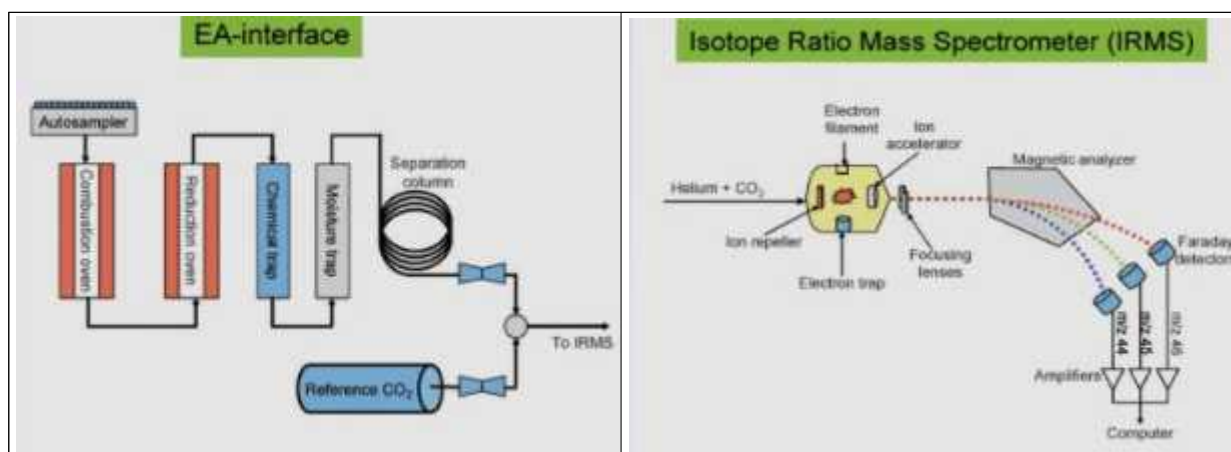 EA-interface
Autosampler
Combustion oven
Reduction oven
Chemical trap
Moisture trap
Separation
column
To IRMS
Reference CO₂
Isotope Ratio Mass Spectrometer (IRMS)
Electron
filament
Ion
accelerator
Magnetic analyzer
Helium + CO₂
Ion repeller
Electron trap
Focusing
lenses
Faraday
detectors
m/z 44
m/z 45
m/z 46
Amplifiers
Computer